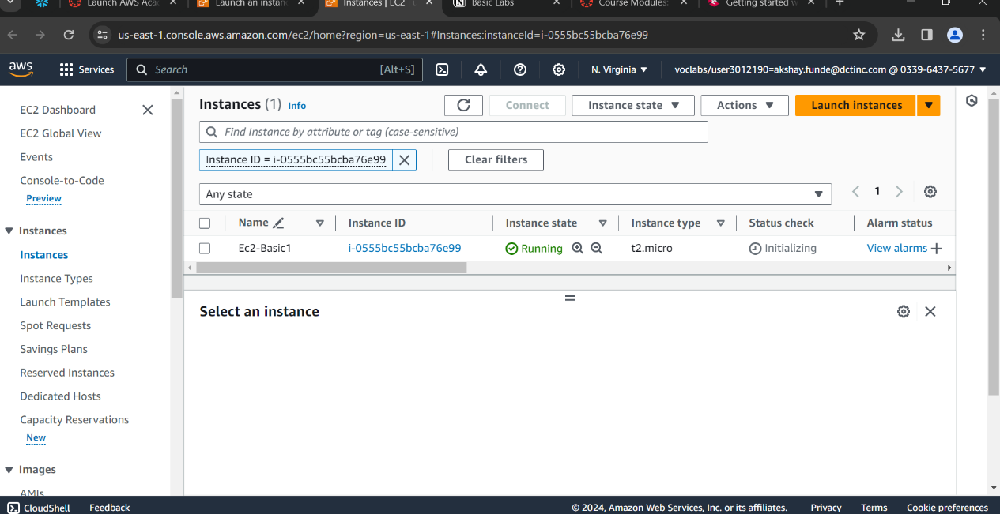 Launch AWS Aca
Launch an instan
Instances | EC2 |
Basic Labs
Course Modules:
Getting started w
us-east-1.console.aws.amazon.com/ec2/home?region=us-east-1#Instances:instanceId=i-0555bc55bcba76e99
aws
Services
Search [Alt+S]
N. Virginia
voclabs/user3012190=akshay.funde@dctinc.com @ 0339-6437-5677
EC2 Dashboard
EC2 Global View
Events
Console-to-Code
Preview
Instances
Instances
Instance Types
Launch Templates
Spot Requests
Savings Plans
Reserved Instances
Dedicated Hosts
Capacity Reservations
New
Images
AMIs
Instances (1) Info
Connect
Instance state
Actions
Launch instances
Find Instance by attribute or tag (case-sensitive)
Instance ID = i-0555bc55bcba76e99
Clear filters
Any state
1
Name Instance ID Instance state Instance type Status check Alarm status
Ec2-Basic1 i-0555bc55bcba76e99 Running t2.micro Initializing View alarms
Select an instance
CloudShell Feedback © 2024, Amazon Web Services, Inc. or its affiliates. Privacy Terms Cookie preferences